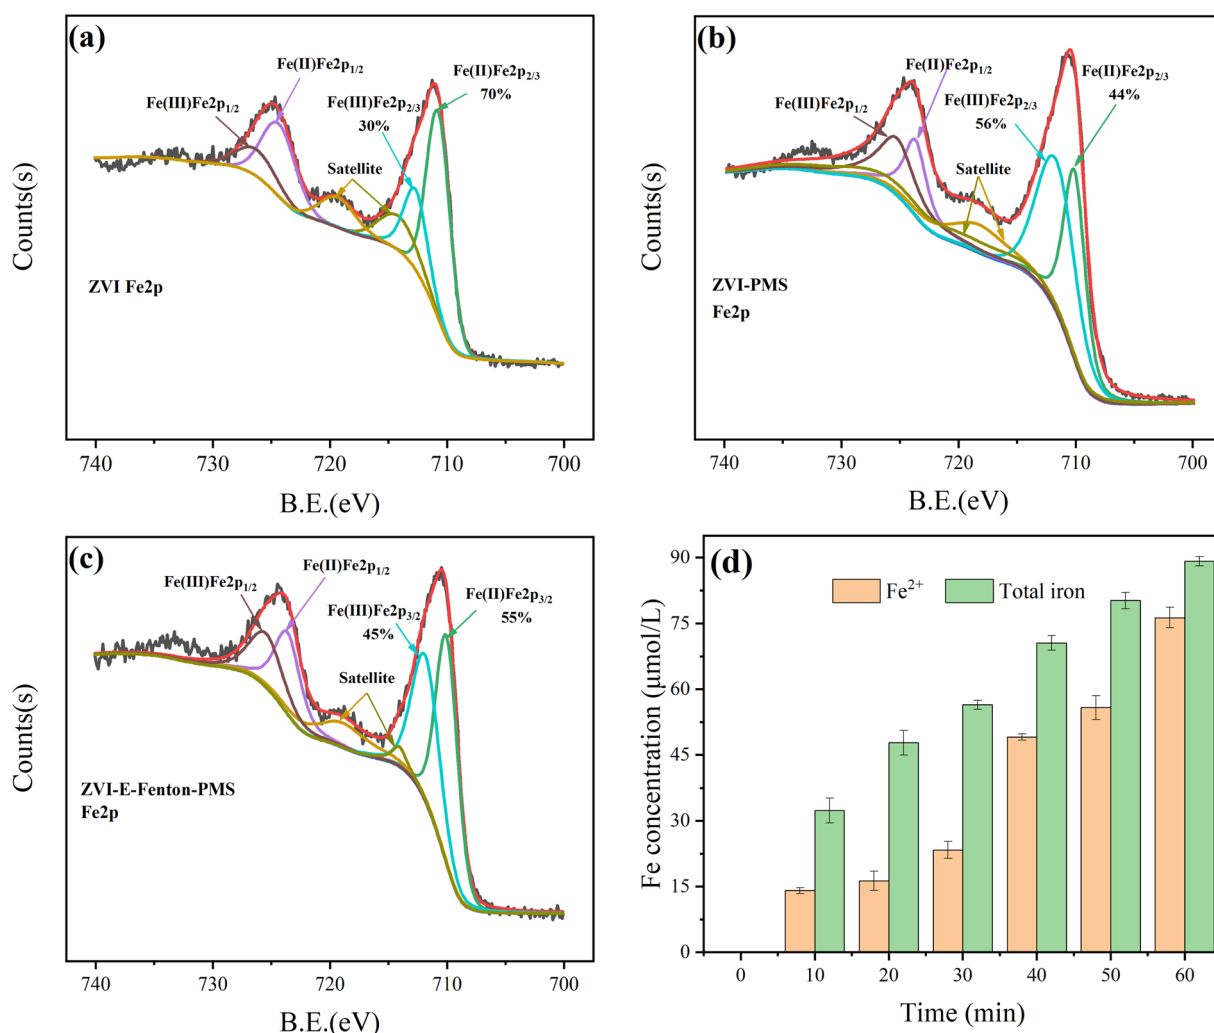 (a)
Fe(II)Fe2p1/2
Fe(III)Fe2p1/2
Fe(III)Fe2p2/3
30%
Fe(II)Fe2p2/3
70%
Satellite
ZVI Fe2p
Counts(s)
740 730 720 710 700
B.E.(eV)
(b)
Fe(II)Fe2p1/2
Fe(III)Fe2p1/2
Fe(III)Fe2p2/3
56%
Fe(II)Fe2p2/3
44%
Satellite
ZVI-PMS
Fe2p
Counts(s)
740 730 720 710 700
B.E.(eV)
(c)
Fe(III)Fe2p1/2
Fe(II)Fe2p1/2
Fe(III)Fe2p3/2
45%
Fe(II)Fe2p3/2
55%
Satellite
ZVI-E-Fenton-PMS
Fe2p
Counts(s)
740 730 720 710 700
B.E.(eV)
(d)
Fe2+ Total iron
Fe concentration (μmol/L)
90
75
60
45
30
15
0
0 10 20 30 40 50 60
Time (min)